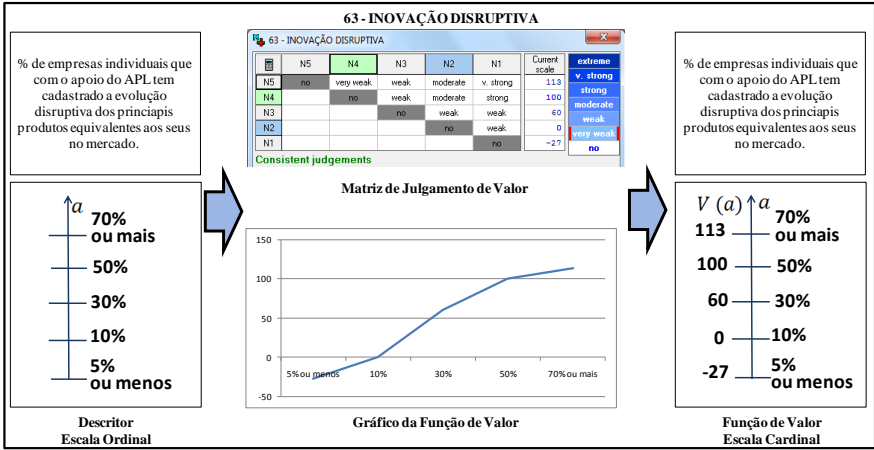 63 - INOVAÇÃO DISRUPTIVA
% de empresas individuais que
com o apoio do APL tem
cadastrado a evolução
disruptiva dos princiapis
produtos equivalentes aos seus
no mercado.
a
70%
ou mais
50%
30%
10%
5%
ou menos
Descritor
Escala Ordinal
63 - INOVAÇÃO DISRUPTIVA
x
N5 N4 N3 N2 N1 Current
scale
N5 no very weak weak moderate v. strong 113
N4 no weak moderate strong 100
N3 no weak weak 60
N2 no weak 0
N1 no -27
extreme
v. strong
strong
moderate
weak
very weak
no
Consistent judgements
Matriz de Julgamento de Valor
150
100
50
0
-50
5% ou menos 10% 30% 50% 70% ou mais
Gráfico da Função de Valor
% de empresas individuais que
com o apoio do APL tem
cadastrado a evolução
disruptiva dos princiapis
produtos equivalentes aos seus
no mercado.
V (a) a
113 70%
ou mais
100 50%
60 30%
0 10%
-27 5%
ou menos
Função de Valor
Escala Cardinal